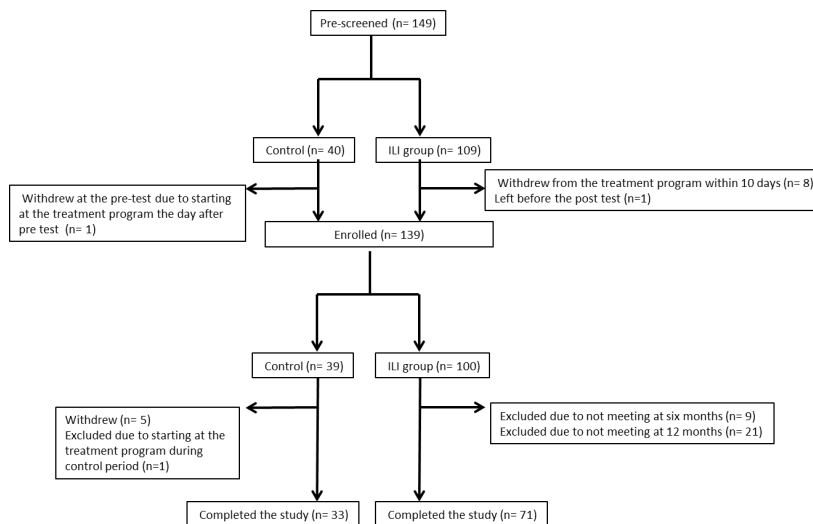 Pre-screened (n= 149)
Control (n= 40)
ILI group (n= 109)
Withdrew at the pre-test due to starting
at the treatment program the day after
pre test  (n= 1)
Withdrew from the treatment program within 10 days (n= 8)
Left before the post test (n=1)
Enrolled (n= 139)
Control (n= 39)
ILI group (n= 100)
Withdrew (n= 5)
Excluded due to starting at the
treatment program during
control period (n=1)
Excluded due to not meeting at six months (n= 9)
Excluded due to not meeting at 12 months (n= 21)
Completed the study (n= 33)
Completed the study (n= 71)